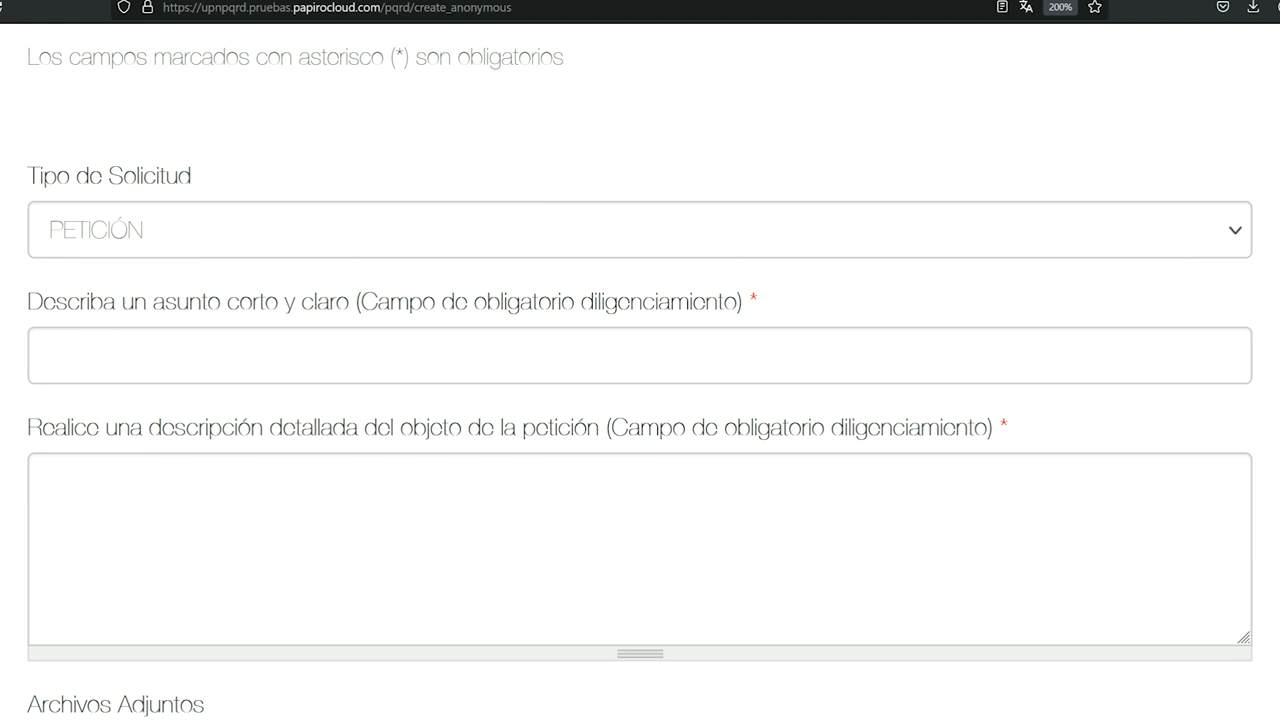 https://upnpqrd.pruebas.papirocloud.com/pqrd/create_anonymous
200%
Los campos marcados con asterisco (*) son obligatorios
Tipo de Solicitud
PETICIÓN
Describa un asunto corto y claro (Campo de obligatorio diligenciamiento) *
Realice una descripción detallada del objeto de la petición (Campo de obligatorio diligenciamiento) *
Archivos Adjuntos